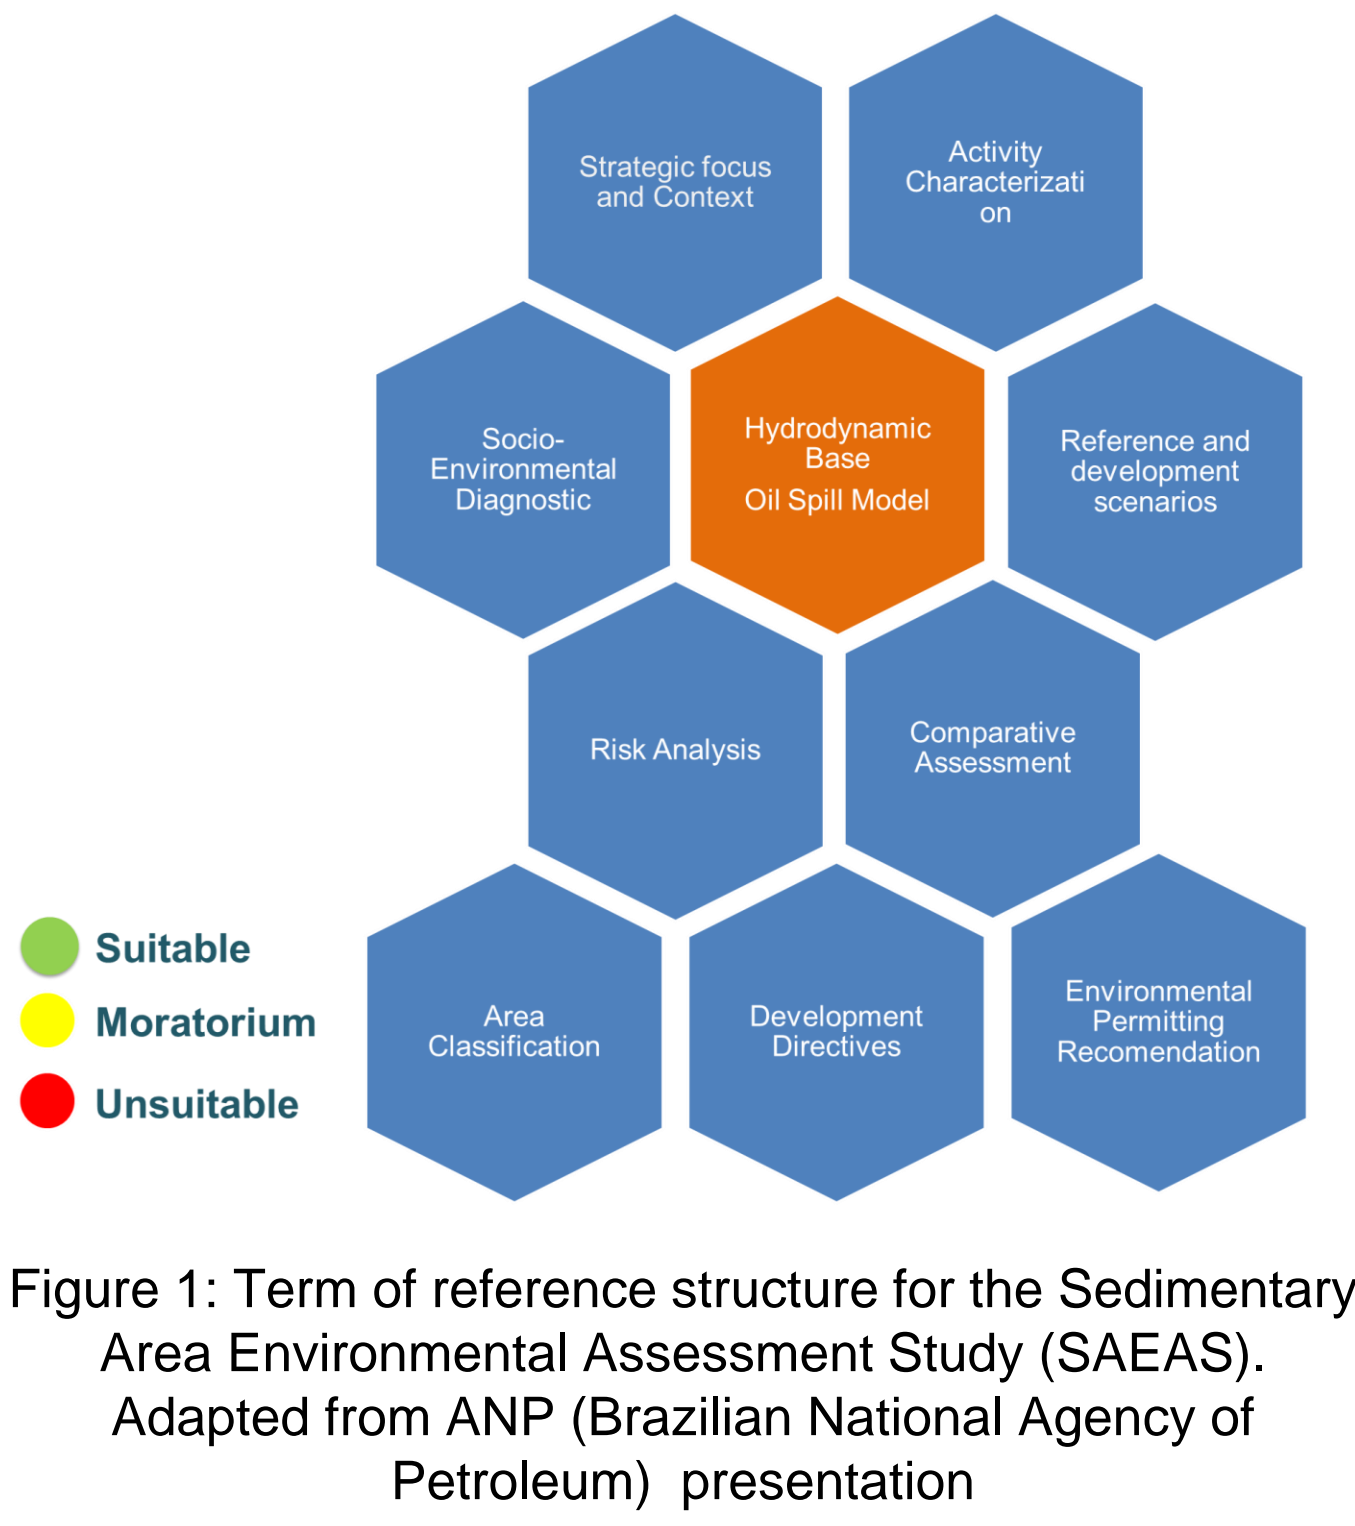 Strategic focus
and Context
Activity
Characterizati
on
Socio-
Environmental
Diagnostic
Hydrodynamic
Base
Oil Spill Model
Reference and
development
scenarios
Risk Analysis
Comparative
Assessment
Suitable
Moratorium
Unsuitable
Area
Classification
Development
Directives
Environmental
Permitting
Recomendation
Figure 1: Term of reference structure for the Sedimentary
Area Environmental Assessment Study (SAEAS).
Adapted from ANP (Brazilian National Agency of
Petroleum)  presentation